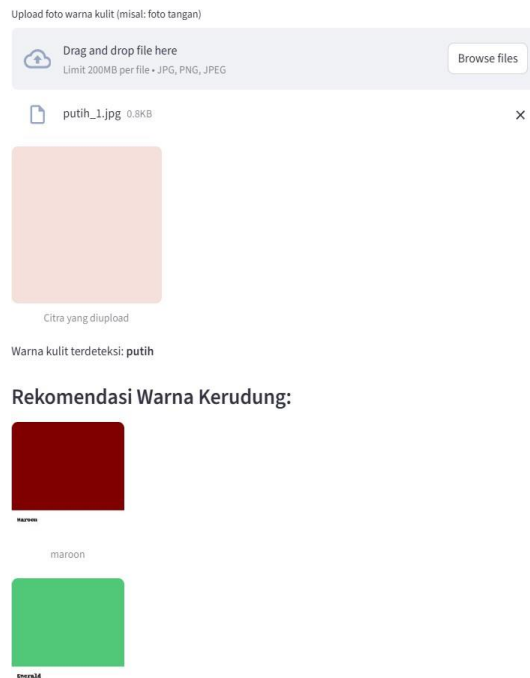 Upload foto warna kulit (misal: foto tangan)
Drag and drop file here
Limit 200MB per file • JPG, PNG, JPEG
Browse files
putih_1.jpg 0.8KB
Citra yang diupload
Warna kulit terdeteksi: putih
Rekomendasi Warna Kerudung:
Maroon
maroon
Emerald